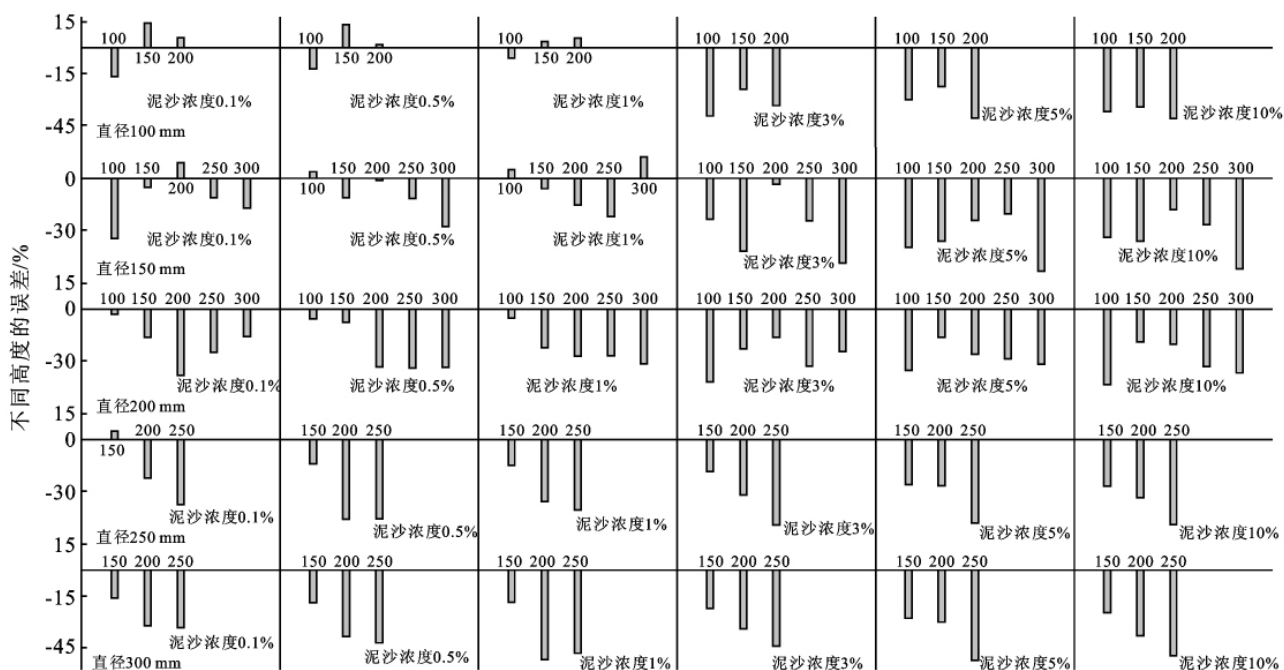 不同高度的误差/%
15
100 100 100 100 150 200 100 150 200 100 150 200
150 200 150 200 150 200
-15
泥沙浓度0.1% 泥沙浓度0.5% 泥沙浓度1% 泥沙浓度3% 泥沙浓度5% 泥沙浓度10%
-45
直径100 mm
100 150 250 300 150 200 250 300 150 200 250 100 150 200 250 300 100 150 200 250 300 100 150 200 250 300
0
200 100 100 300
-30
泥沙浓度0.1% 泥沙浓度0.5% 泥沙浓度1% 泥沙浓度3% 泥沙浓度5% 泥沙浓度10%
直径150 mm
15
100 150 200 250 300 100 150 200 250 300 100 150 200 250 300 100 150 200 250 300 100 150 200 250 300 100 150 200 250 300
0
-30
泥沙浓度0.1% 泥沙浓度0.5% 泥沙浓度1% 泥沙浓度3% 泥沙浓度5% 泥沙浓度10%
直径200 mm
15
200 250 150 200 250 150 200 250 150 200 250 150 200 250 150 200 250
0
150
-30
泥沙浓度0.1% 泥沙浓度0.5% 泥沙浓度1% 泥沙浓度3% 泥沙浓度5% 泥沙浓度10%
直径250 mm
15
150 200 250 150 200 250 150 200 250 150 200 250 150 200 250 150 200 250
-15
泥沙浓度0.1% 泥沙浓度0.5% 泥沙浓度1% 泥沙浓度3% 泥沙浓度5% 泥沙浓度10%
-45
直径300 mm